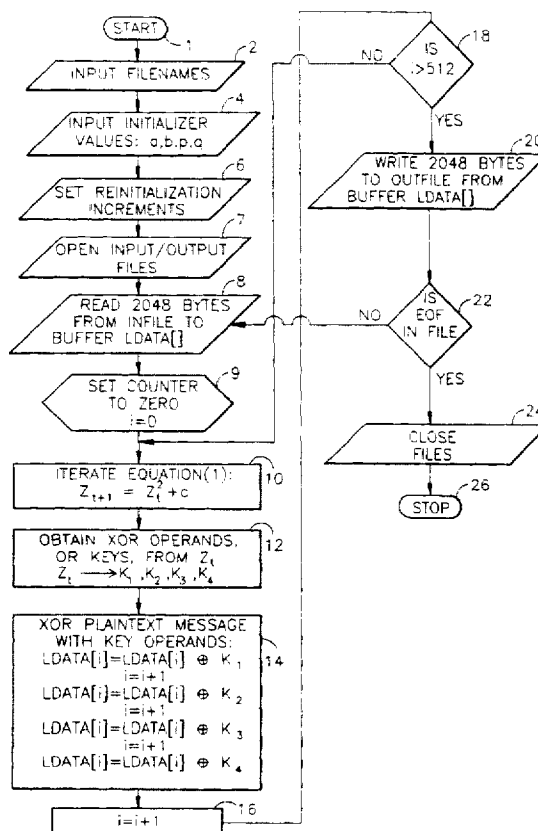 START
1
2
INPUT FILENAMES
4
INPUT INITIALIZER
VALUES: a,b,p,q
6
SET REINITIALIZATION
INCREMENTS
7
OPEN INPUT/OUTPUT
FILES
8
READ 2048 BYTES
FROM INFILE TO
BUFFER LDATA[]
9
SET COUNTER
TO ZERO
i=0
10
ITERATE EQUATION(1):
Z_{t+1} = Z_t^2 + c
12
OBTAIN XOR OPERANDS,
OR KEYS, FROM Z_t
Z_t → K_1 ,K_2 ,K_3 ,K_4
14
XOR PLAINTEXT MESSAGE
WITH KEY OPERANDS:
LDATA[i]=LDATA[i] ⊕ K_1
i=i+1
LDATA[i]=LDATA[i] ⊕ K_2
i=i+1
LDATA[i]=LDATA[i] ⊕ K_3
i=i+1
LDATA[i]=LDATA[i] ⊕ K_4
16
i=i+1
18
IS
i>512
NO
YES
20
WRITE 2048 BYTES
TO OUTFILE FROM
BUFFER LDATA[]
22
IS
EOF
IN FILE
NO
YES
24
CLOSE
FILES
26
STOP